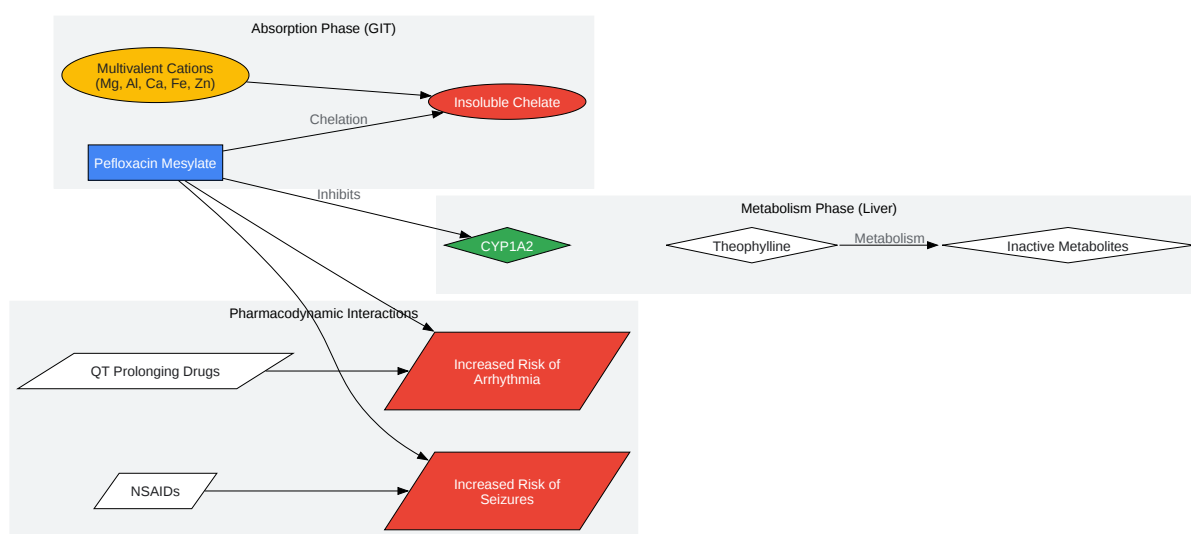 Absorption Phase (GIT)
Multivalent Cations
(Mg, Al, Ca, Fe, Zn)
Insoluble Chelate
Chelation
Pefloxacin Mesylate
Inhibits
Metabolism Phase (Liver)
CYP1A2
Theophylline
Metabolism
Inactive Metabolites
Pharmacodynamic Interactions
QT Prolonging Drugs
Increased Risk of
Arrhythmia
NSAIDs
Increased Risk of
Seizures